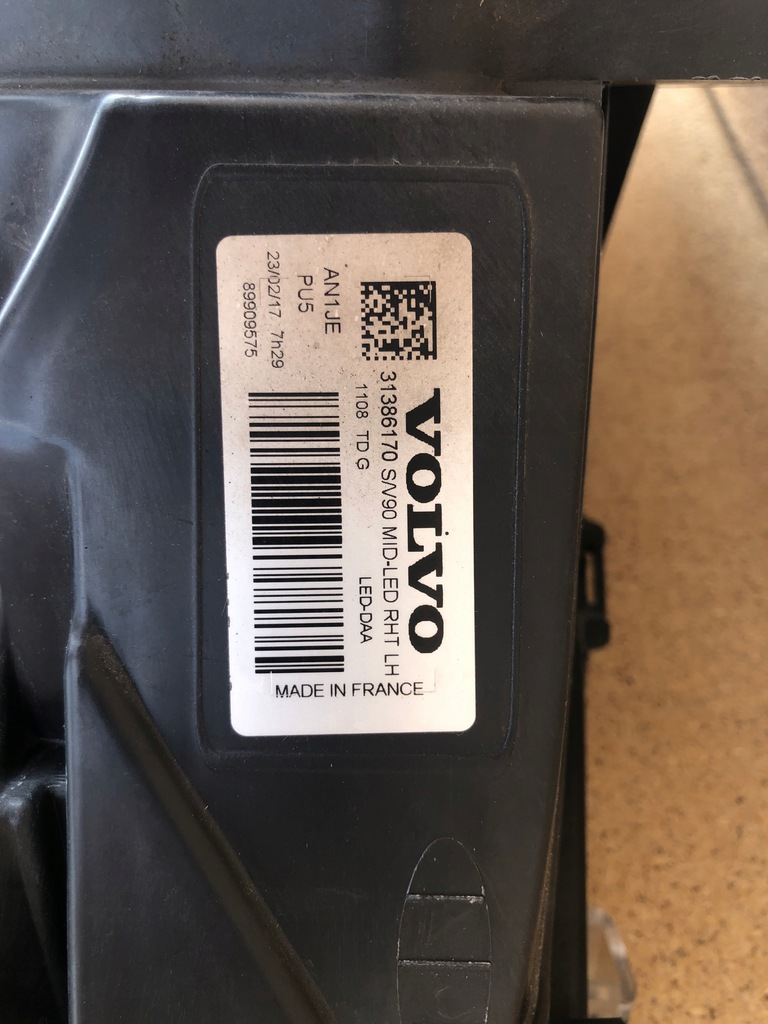 VOLVO
31386170 S/V90 MID-LED RHT LH
1108 TD G
LED-DAA
AN1JE
PU5
23/02/17 7h29
89909575
MADE IN FRANCE